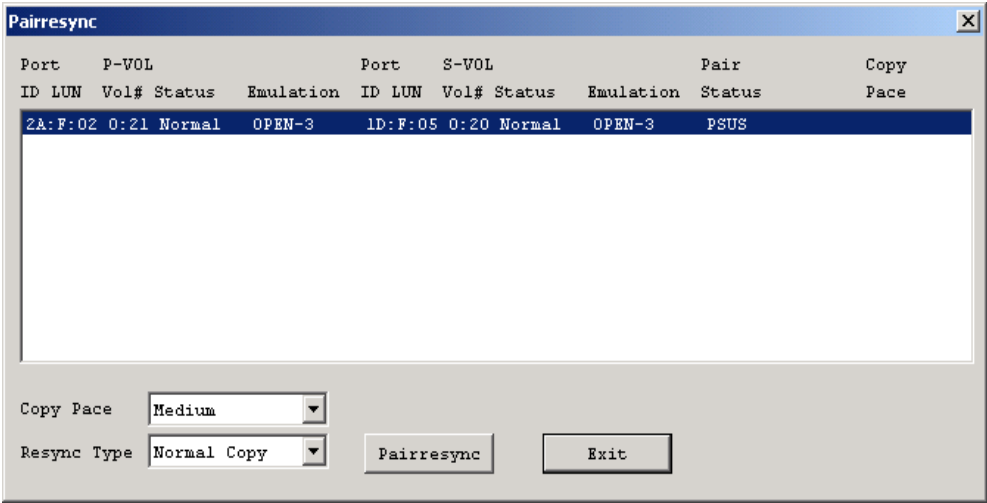 Pairresync
Port P-VOL Port S-VOL Pair Copy
ID LUN Vol# Status Emulation ID LUN Vol# Status Emulation Status Pace
2A:F:02 0:21 Normal OPEN-3 1D:F:05 0:20 Normal OPEN-3 PSUS
Copy Pace Medium
Resync Type Normal Copy Pairresync Exit